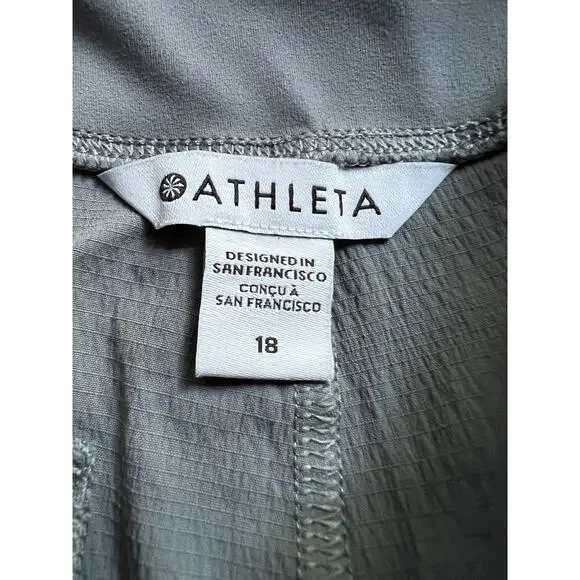 ATHLETA
DESIGNED IN
SAN FRANCISCO
CONÇU À
SAN FRANCISCO
18